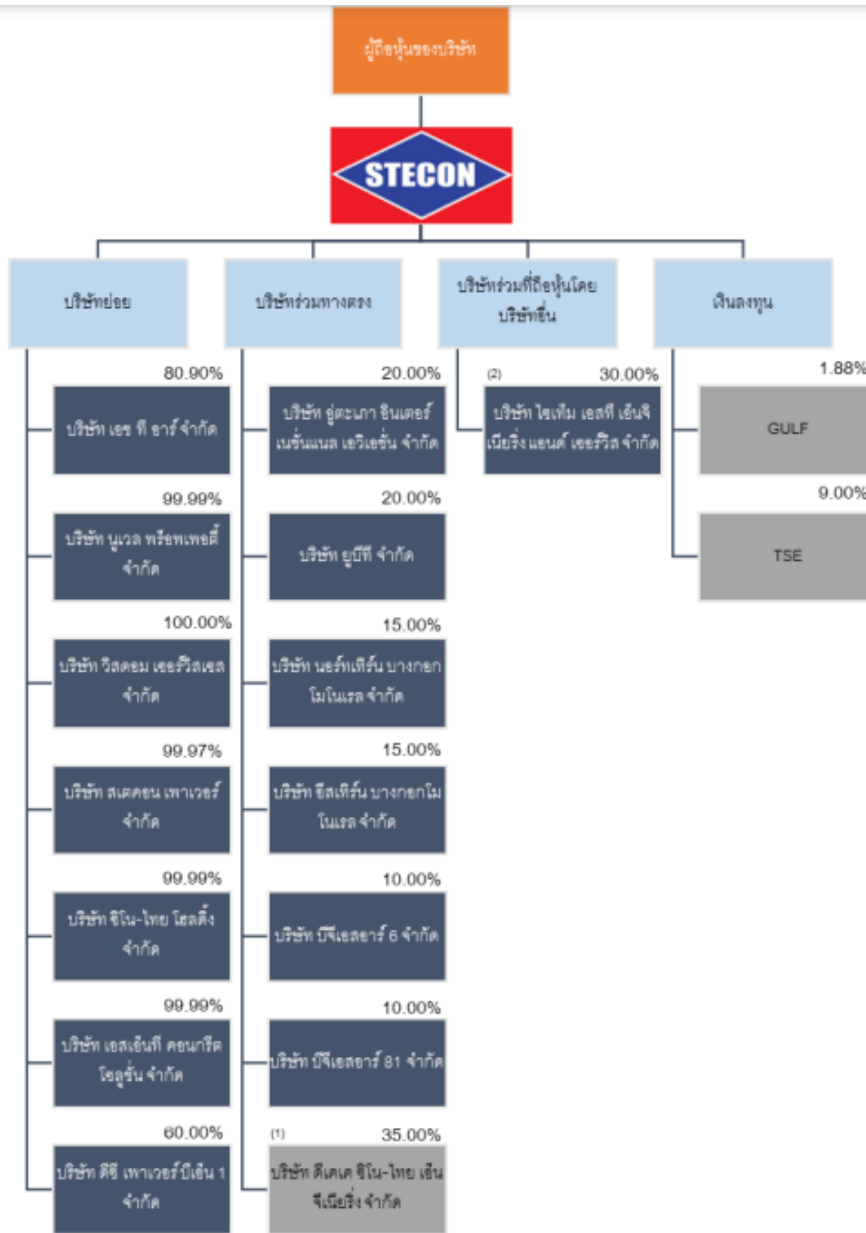 ผู้ถือหุ้นของบริษัท
STECON
บริษัทย่อย
80.90%
บริษัท เอช ที อาร์ จำกัด
99.99%
บริษัท นูเวล พร็อพเพอตี้
จำกัด
100.00%
บริษัท วิสดอม เซอร์วิสเซส
จำกัด
99.97%
บริษัท สเตคอน เพาเวอร์
จำกัด
99.99%
บริษัท ซิโน-ไทย โฮลดิ้ง
จำกัด
99.99%
บริษัท เอสเอ็นที คอนกรีต
โซลูชั่น จำกัด
60.00%
บริษัท ดีซี เพาเวอร์บีเอ็น 1
จำกัด
บริษัทร่วมทางตรง
20.00%
บริษัท อู่ตะเภา อินเตอร์
เนชั่นแนล เอวิเอชั่น จำกัด
20.00%
บริษัท ยูบีที จำกัด
15.00%
บริษัท นอร์ทเทิร์น บางกอก
โมโนเรล จำกัด
15.00%
บริษัท อีสเทิร์น บางกอกโม
โนเรล จำกัด
10.00%
บริษัท บีจีเอสอาร์ 6 จำกัด
10.00%
บริษัท บีจีเอสอาร์ 81 จำกัด
(1) 35.00%
บริษัท ดีเคเค ซิโน-ไทย เอ็น
จิเนียริ่ง จำกัด
บริษัทร่วมที่ถือหุ้นโดย
บริษัทอื่น
(2) 30.00%
บริษัท ไซเท็ม เอสที เอ็นจิ
เนียริ่ง แอนด์ เซอร์วิส จำกัด
เงินลงทุน
1.88%
GULF
9.00%
TSE